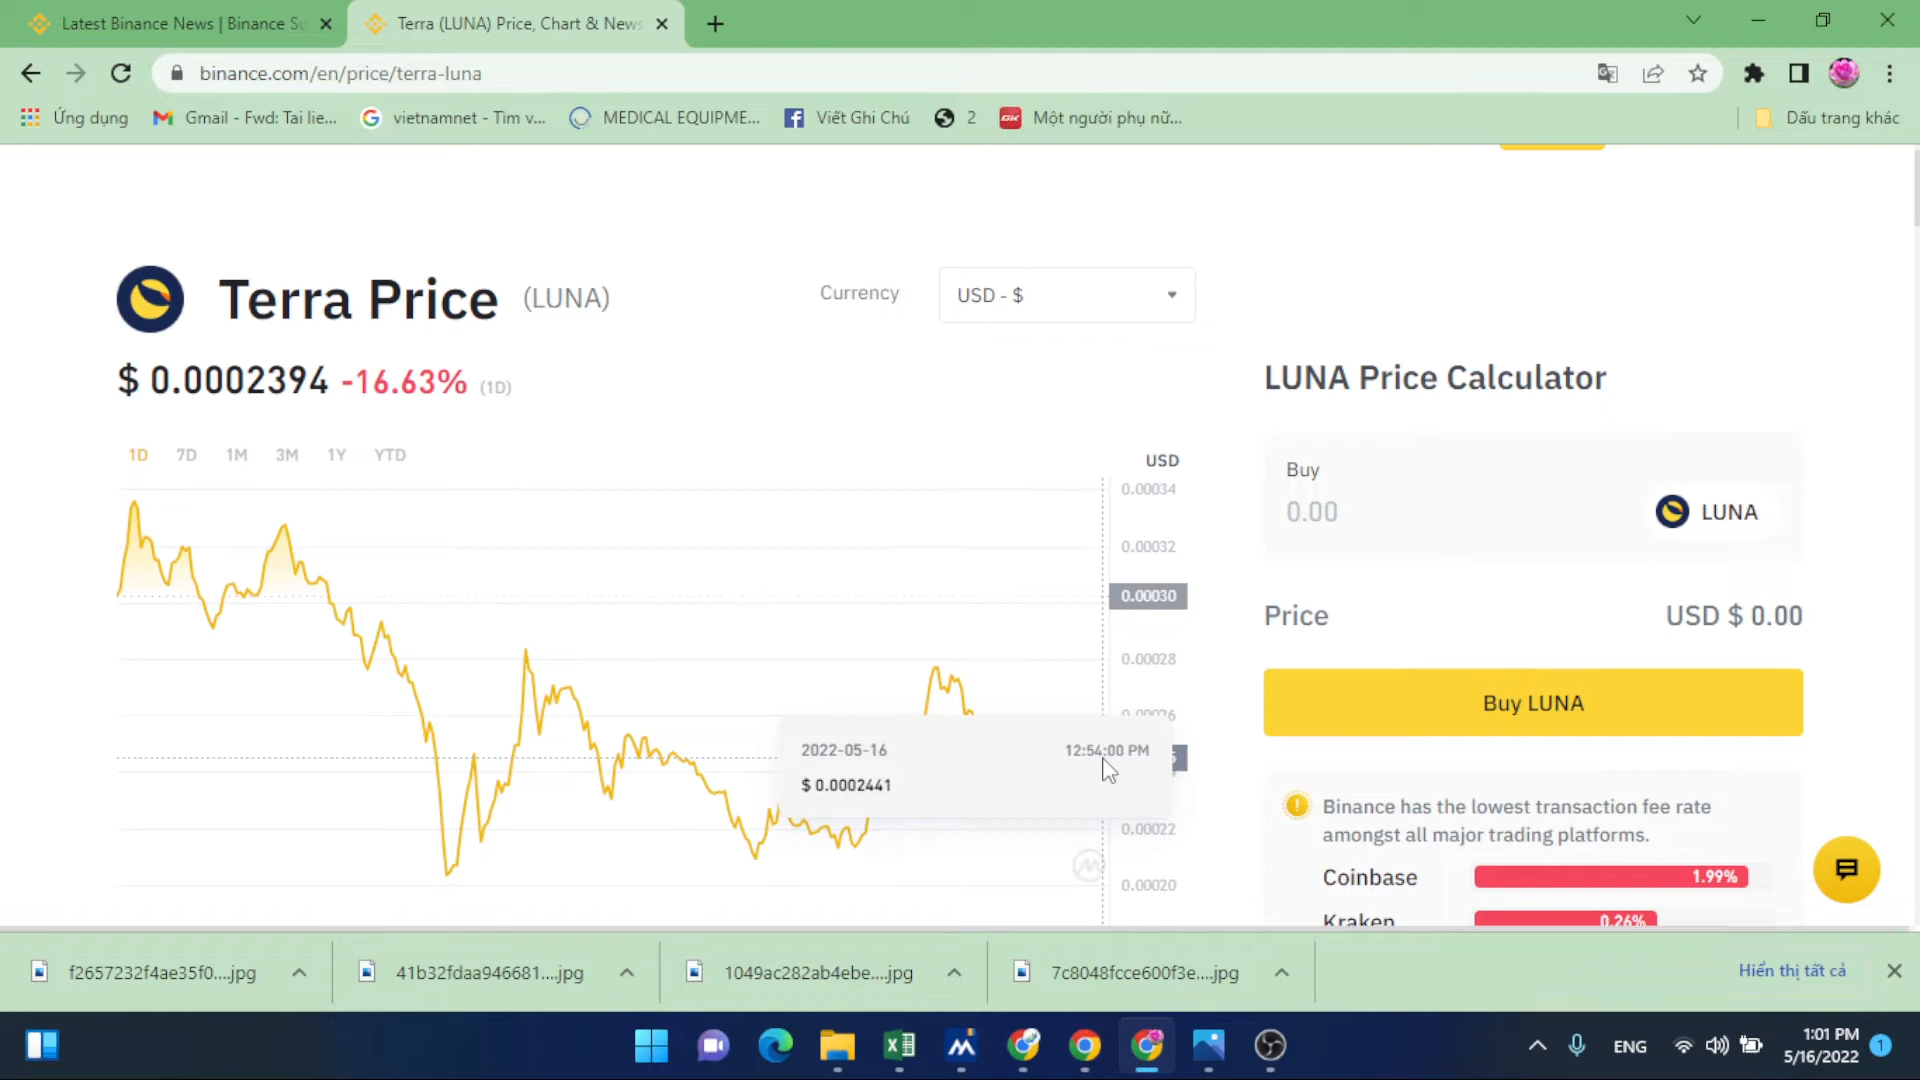 Latest Binance News | Binance Su
Terra (LUNA) Price, Chart & News
binance.com/en/price/terra-luna
Ứng dụng
Gmail - Fwd: Tai lie...
vietnamnet - Tìm v...
MEDICAL EQUIPME...
Viết Ghi Chú
2
GK
Một người phụ nữ...
Dấu trang khác
Terra Price (LUNA)
Currency
USD - $
$ 0.0002394 -16.63% (1D)
LUNA Price Calculator
1D 7D 1M 3M 1Y YTD
USD
0.00034
0.00032
0.00030
0.00028
0.00026
0.00022
0.00020
2022-05-16 12:54:00 PM
$ 0.0002441
Buy
0.00
LUNA
Price
USD $ 0.00
Buy LUNA
Binance has the lowest transaction fee rate
amongst all major trading platforms.
Coinbase 1.99%
Kraken 0.26%
f2657232f4ae35f0....jpg
41b32fdaa946681....jpg
1049ac282ab4ebe....jpg
7c8048fcce600f3e....jpg
Hiển thị tất cả
ENG
1:01 PM
5/16/2022
1